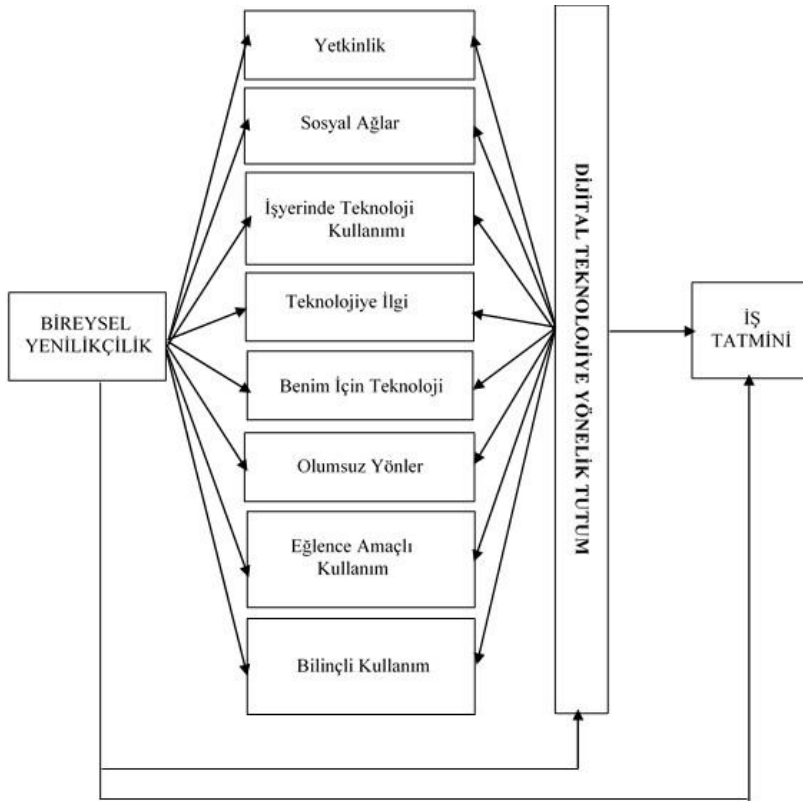 Yetkinlik
Sosyal Ağlar
İşyerinde Teknoloji
Kullanımı
Teknolojiye İlgi
BİREYSEL
YENİLİKÇİLİK
Benim İçin Teknoloji
Olumsuz Yönler
Eğlence Amaçlı
Kullanım
Bilinçli Kullanım
DİJİTAL TEKNOLOJİYE YÖNELİK TUTUM
İŞ
TATMİNİ